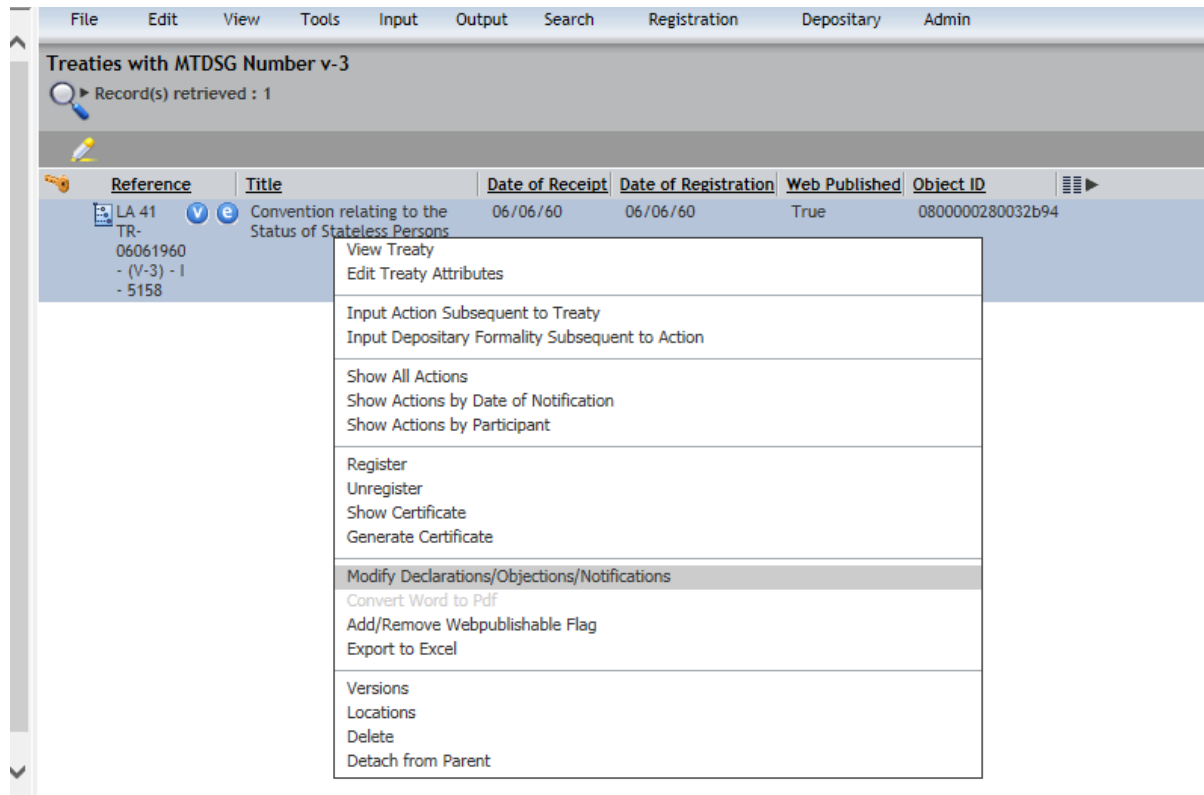 File Edit View Tools Input Output Search Registration Depositary Admin
Treaties with MTDSG Number v-3
Record(s) retrieved : 1
Reference Title Date of Receipt Date of Registration Web Published Object ID
LA 41 V e Convention relating to the 06/06/60 06/06/60 True 0800000280032b94
TR- Status of Stateless Persons
06061960
- (V-3) - I
- 5158
View Treaty
Edit Treaty Attributes
Input Action Subsequent to Treaty
Input Depositary Formality Subsequent to Action
Show All Actions
Show Actions by Date of Notification
Show Actions by Participant
Register
Unregister
Show Certificate
Generate Certificate
Modify Declarations/Objections/Notifications
Convert Word to Pdf
Add/Remove Webpublishable Flag
Export to Excel
Versions
Locations
Delete
Detach from Parent